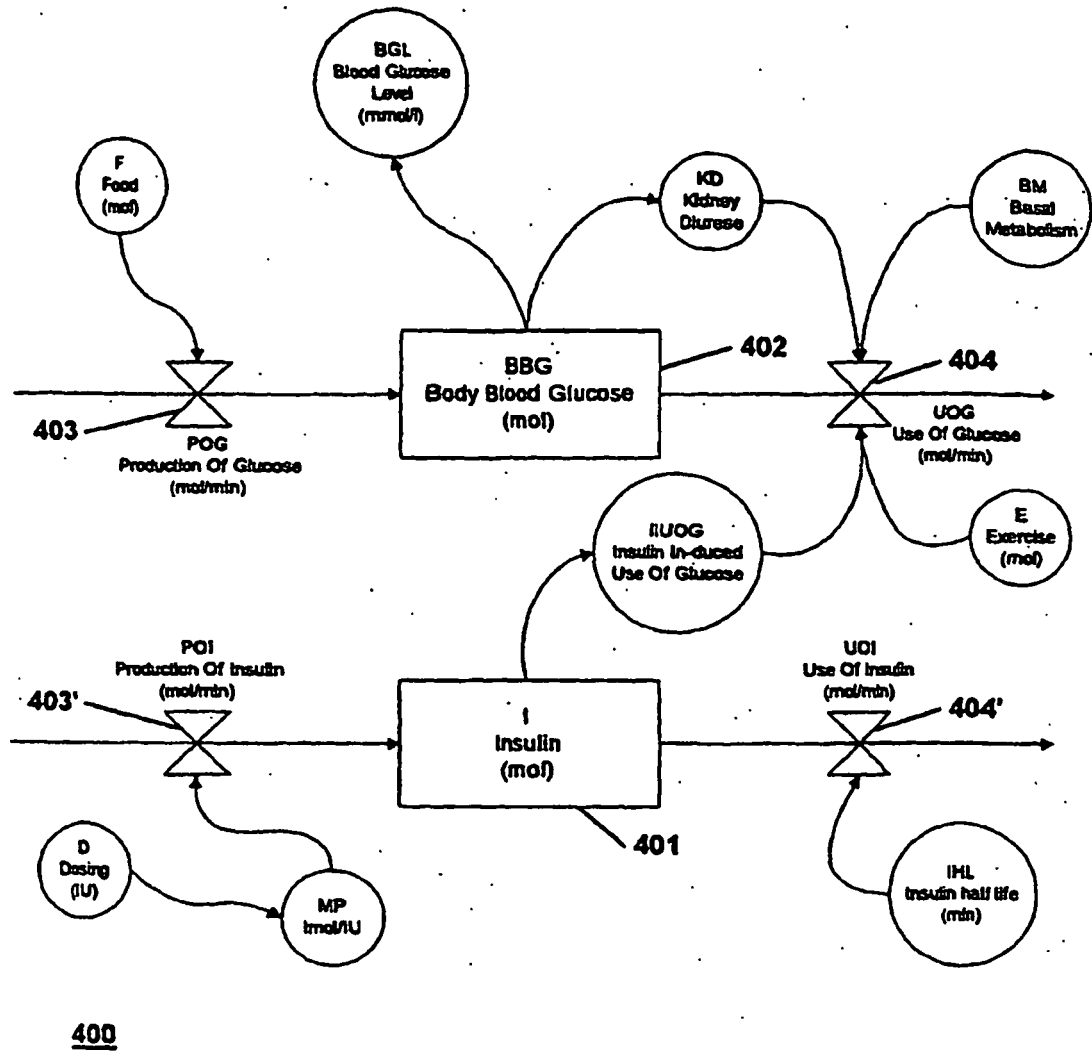 BGL
Blood Glucose
Level
(mmol/l)
F
Food
(mol)
KD
Kidney
Diurese
BM
Basal
Metabolism
BBG
Body Blood Glucose
(mol)
402
404
403
POG
Production Of Glucose
(mol/min)
UOG
Use Of Glucose
(mol/min)
IIUOG
Insulin In-duced
Use Of Glucose
E
Exercise
(mol)
POI
Production Of Insulin
(mol/min)
UOI
Use Of Insulin
(mol/min)
403'
404'
I
Insulin
(mol)
401
D
Dosing
(IU)
MP
Imol/IU
IHL
Insulin half life
(min)
400